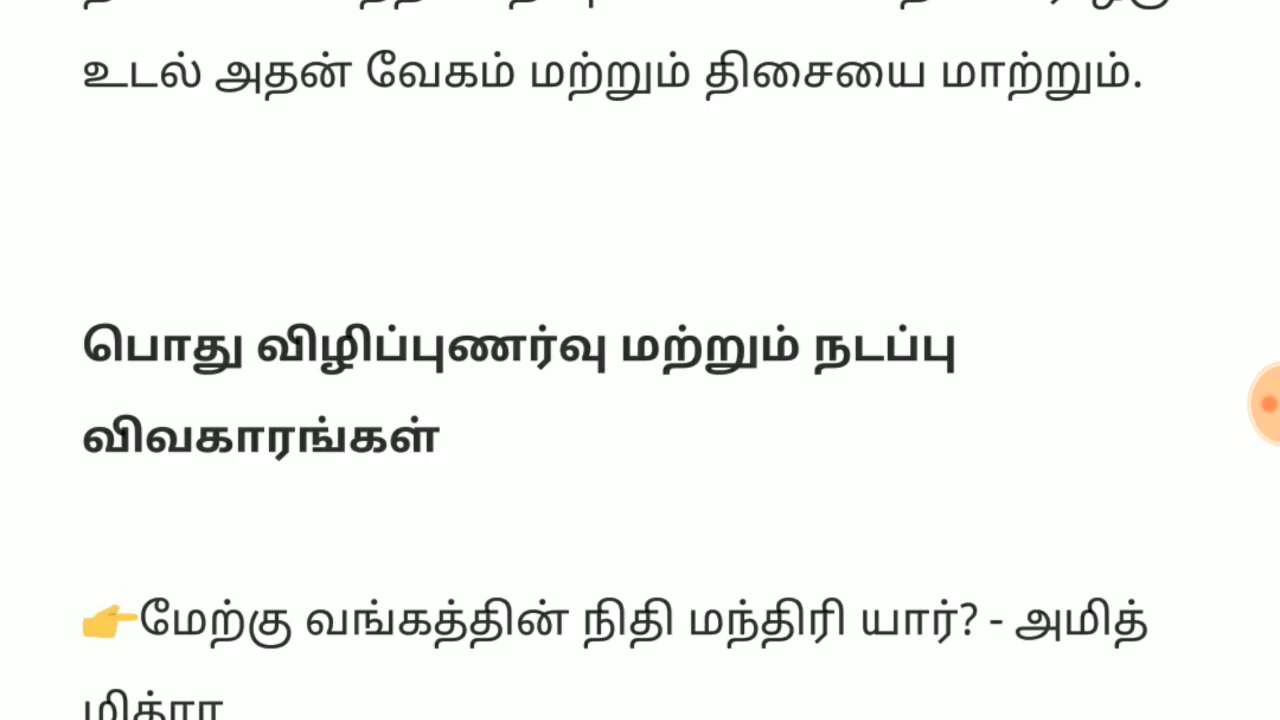 உடல் அதன் வேகம் மற்றும் திசையை மாற்றும்.
பொது விழிப்புணர்வு மற்றும் நடப்பு
விவகாரங்கள்
👉மேற்கு வங்கத்தின் நிதி மந்திரி யார்? - அமித்
மித்ரா